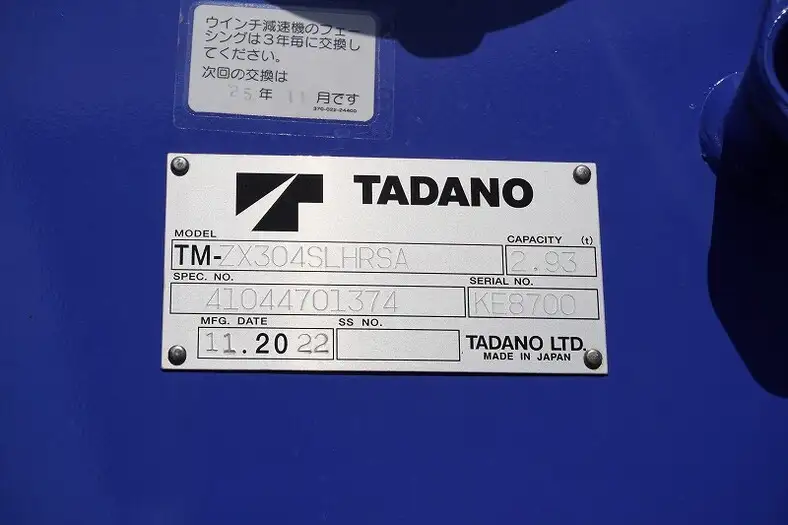 ウインチ減速機のフェー
シングは3年毎に交換し
てください。
次回の交換は
25年 11月です
370-022-24400
TADANO
MODEL CAPACITY (t)
TM-ZX304SLHRSA 2.93
SPEC. NO. SERIAL NO.
41044701374 KE8700
MFG. DATE SS NO.
11.2022 TADANO LTD.
MADE IN JAPAN